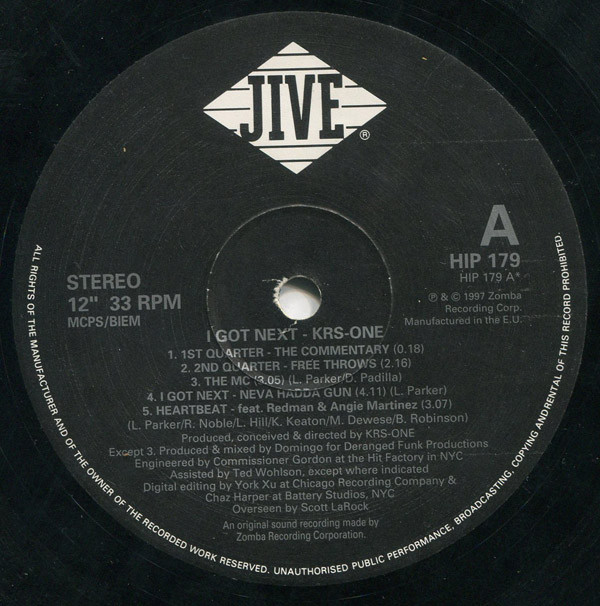 JIVE®
A
HIP 179
HIP 179 A*
STEREO
12" 33 RPM
MCPS/BIEM
℗ & © 1997 Zomba
Recording Corp.
Manufactured in the E.U.
I GOT NEXT - KRS-ONE
1. 1ST QUARTER - THE COMMENTARY (0.18)
2. 2ND QUARTER - FREE THROWS (2.16)
3. THE MC (3.05) (L. Parker/D. Padilla)
4. I GOT NEXT - NEVA HADDA GUN (4.11) (L. Parker)
5. HEARTBEAT - feat. Redman & Angie Martinez (3.07)
(L. Parker/R. Noble/L. Hill/K. Keaton/M. Dewese/B. Robinson)
Produced, conceived & directed by KRS-ONE
Except 3. Produced & mixed by Domingo for Deranged Funk Productions
Engineered by Commissioner Gordon at the Hit Factory in NYC
Assisted by Ted Wohlson, except where indicated
Digital editing by York Xu at Chicago Recording Company &
Chaz Harper at Battery Studios, NYC
Overseen by Scott LaRock
An original sound recording made by
Zomba Recording Corporation.
ALL RIGHTS OF THE MANUFACTURER AND OF THE OWNER OF THE RECORDED WORK RESERVED. UNAUTHORISED PUBLIC PERFORMANCE, BROADCASTING, COPYING AND RENTAL OF THIS RECORD PROHIBITED.